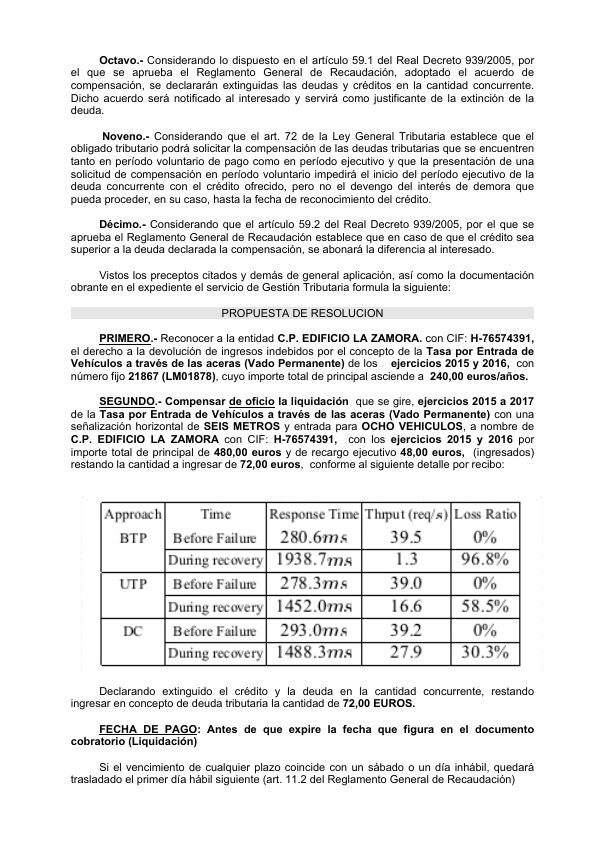 Octavo.- Considerando lo dispuesto en el artículo 59.1 del Real Decreto 939/2005, por
el que se aprueba el Reglamento General de Recaudación, adoptado el acuerdo de
compensación, se declararán extinguidas las deudas y créditos en la cantidad concurrente.
Dicho acuerdo será notificado al interesado y servirá como justificante de la extinción de la
deuda.
Noveno.- Considerando que el art. 72 de la Ley General Tributaria establece que el
obligado tributario podrá solicitar la compensación de las deudas tributarias que se encuentren
tanto en período voluntario de pago como en período ejecutivo y que la presentación de una
solicitud de compensación en período voluntario impedirá el inicio del período ejecutivo de la
deuda concurrente con el crédito ofrecido, pero no el devengo del interés de demora que
pueda proceder, en su caso, hasta la fecha de reconocimiento del crédito.
Décimo.- Considerando que el artículo 59.2 del Real Decreto 939/2005, por el que se
aprueba el Reglamento General de Recaudación establece que en caso de que el crédito sea
superior a la deuda declarada la compensación, se abonará la diferencia al interesado.
Vistos los preceptos citados y demás de general aplicación, así como la documentación
obrante en el expediente el servicio de Gestión Tributaria formula la siguiente:
PROPUESTA DE RESOLUCION
PRIMERO.- Reconocer a la entidad C.P. EDIFICIO LA ZAMORA. con CIF: H-76574391,
el derecho a la devolución de ingresos indebidos por el concepto de la Tasa por Entrada de
Vehículos a través de las aceras (Vado Permanente) de los ejercicios 2015 y 2016, con
número fijo 21867 (LM01878), cuyo importe total de principal asciende a 240,00 euros/años.
SEGUNDO.- Compensar de oficio la liquidación que se gire, ejercicios 2015 a 2017
de la Tasa por Entrada de Vehículos a través de las aceras (Vado Permanente) con una
señalización horizontal de SEIS METROS y entrada para OCHO VEHICULOS, a nombre de
C.P. EDIFICIO LA ZAMORA con CIF: H-76574391, con los ejercicios 2015 y 2016 por
importe total de principal de 480,00 euros y de recargo ejecutivo 48,00 euros, (ingresados)
restando la cantidad a ingresar de 72,00 euros, conforme al siguiente detalle por recibo:
Approach Time Response Time Thrput (req/s) Loss Ratio
BTP Before Failure 280.6ms 39.5 0%
During recovery 1938.7ms 1.3 96.8%
UTP Before Failure 278.3ms 39.0 0%
During recovery 1452.0ms 16.6 58.5%
DC Before Failure 293.0ms 39.2 0%
During recovery 1488.3ms 27.9 30.3%
Declarando extinguido el crédito y la deuda en la cantidad concurrente, restando
ingresar en concepto de deuda tributaria la cantidad de 72,00 EUROS.
FECHA DE PAGO: Antes de que expire la fecha que figura en el documento
cobratorio (Liquidación)
Si el vencimiento de cualquier plazo coincide con un sábado o un día inhábil, quedará
trasladado el primer día hábil siguiente (art. 11.2 del Reglamento General de Recaudación)